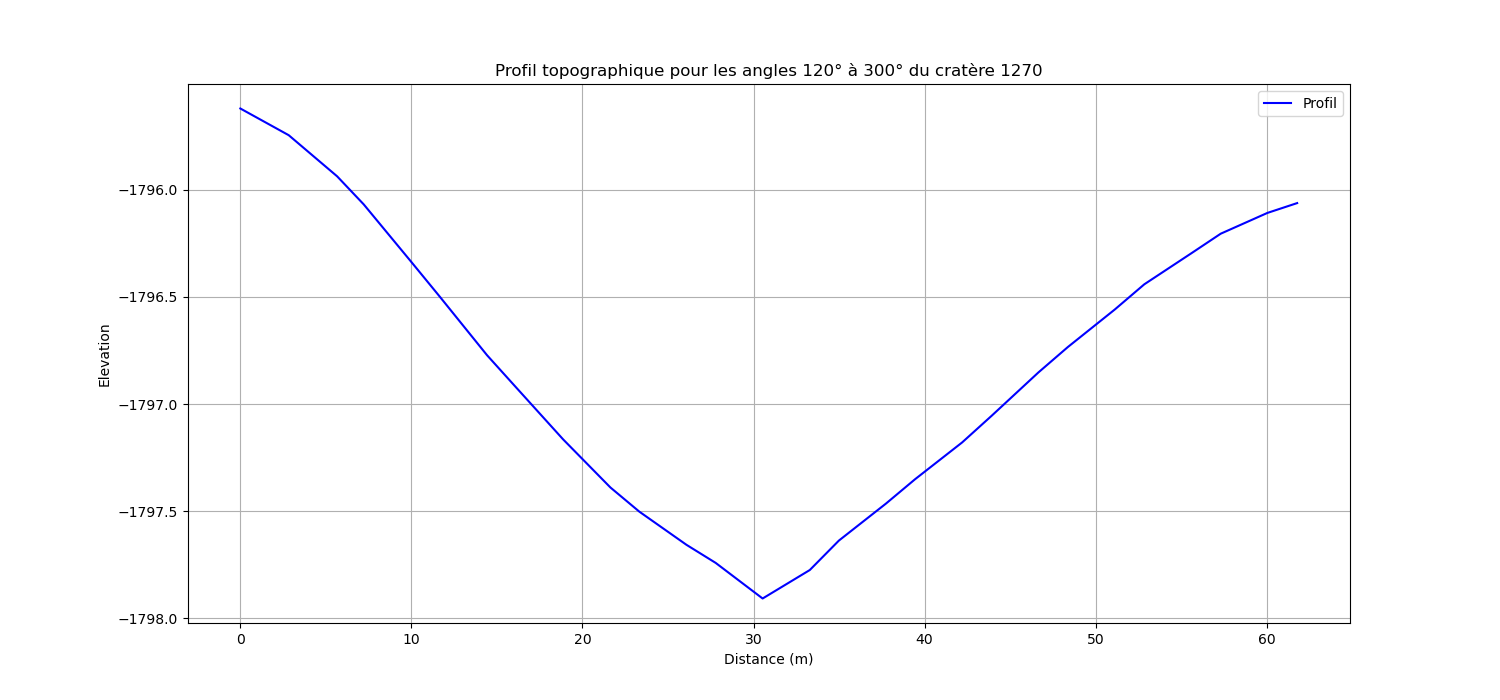 Profil topographique pour les angles 120° à 300° du cratère 1270
Profil
−1796.0
−1796.5
−1797.0
−1797.5
−1798.0
Elevation
0 10 20 30 40 50 60
Distance (m)